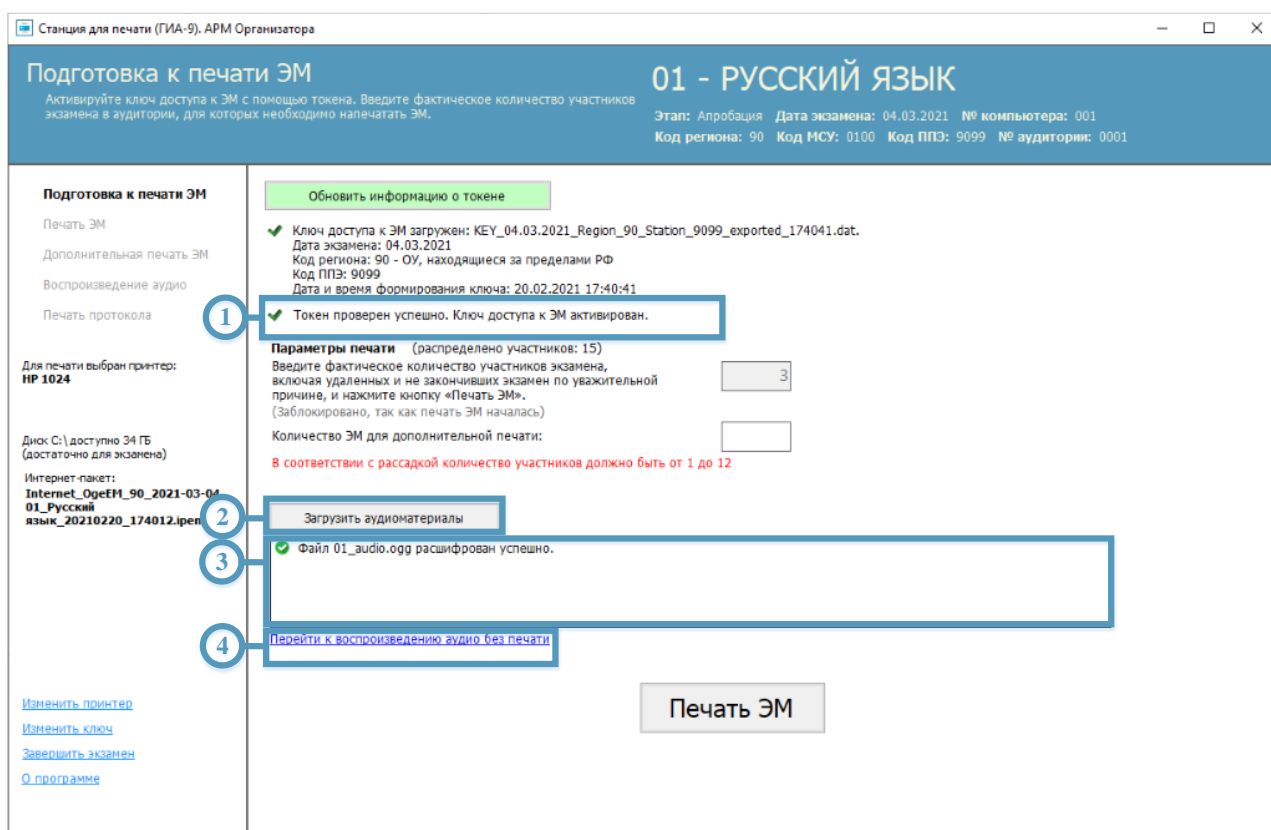 Станция для печати (ГИА-9). АРМ Организатора
Подготовка к печати ЭМ
Активируйте ключ доступа к ЭМ с помощью токена. Введите фактическое количество участников
экзамена в аудитории, для которых необходимо напечатать ЭМ.
01 - РУССКИЙ ЯЗЫК
Этап: Апробация Дата экзамена: 04.03.2021 № компьютера: 001
Код региона: 90 Код МСУ: 0100 Код ППЭ: 9099 № аудитории: 0001
Подготовка к печати ЭМ
Печать ЭМ
Дополнительная печать ЭМ
Воспроизведение аудио
Печать протокола
Для печати выбран принтер:
HP 1024
Диск C:\ доступно 34 ГБ
(достаточно для экзамена)
Интернет-пакет:
Internet_OgeEM_90_2021-03-04
01_Русский
язык_20210220_174012.ipem
Изменить принтер
Изменить ключ
Завершить экзамен
О программе
Обновить информацию о токене
Ключ доступа к ЭМ загружен: KEY_04.03.2021_Region_90_Station_9099_exported_174041.dat.
Дата экзамена: 04.03.2021
Код региона: 90 - ОУ, находящиеся за пределами РФ
Код ППЭ: 9099
Дата и время формирования ключа: 20.02.2021 17:40:41
1
Токен проверен успешно. Ключ доступа к ЭМ активирован.
Параметры печати (распределено участников: 15)
Введите фактическое количество участников экзамена,
включая удаленных и не закончивших экзамен по уважительной
причине, и нажмите кнопку «Печать ЭМ».
(Заблокировано, так как печать ЭМ началась)
3
Количество ЭМ для дополнительной печати:
В соответствии с рассадкой количество участников должно быть от 1 до 12
2
Загрузить аудиоматериалы
3
Файл 01_audio.ogg расшифрован успешно.
4
Перейти к воспроизведению аудио без печати
Печать ЭМ